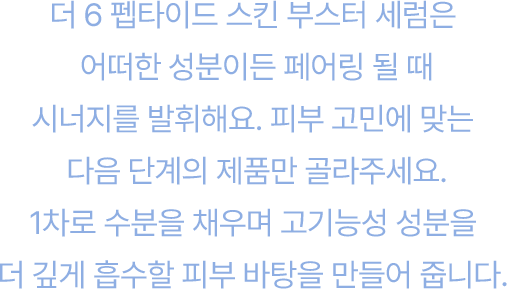 더 6 펩타이드 스킨 부스터 세럼은
어떠한 성분이든 페어링 될 때
시너지를 발휘해요. 피부 고민에 맞는
다음 단계의 제품만 골라주세요.
1차로 수분을 채우며 고기능성 성분을
더 깊게 흡수할 피부 바탕을 만들어 줍니다.